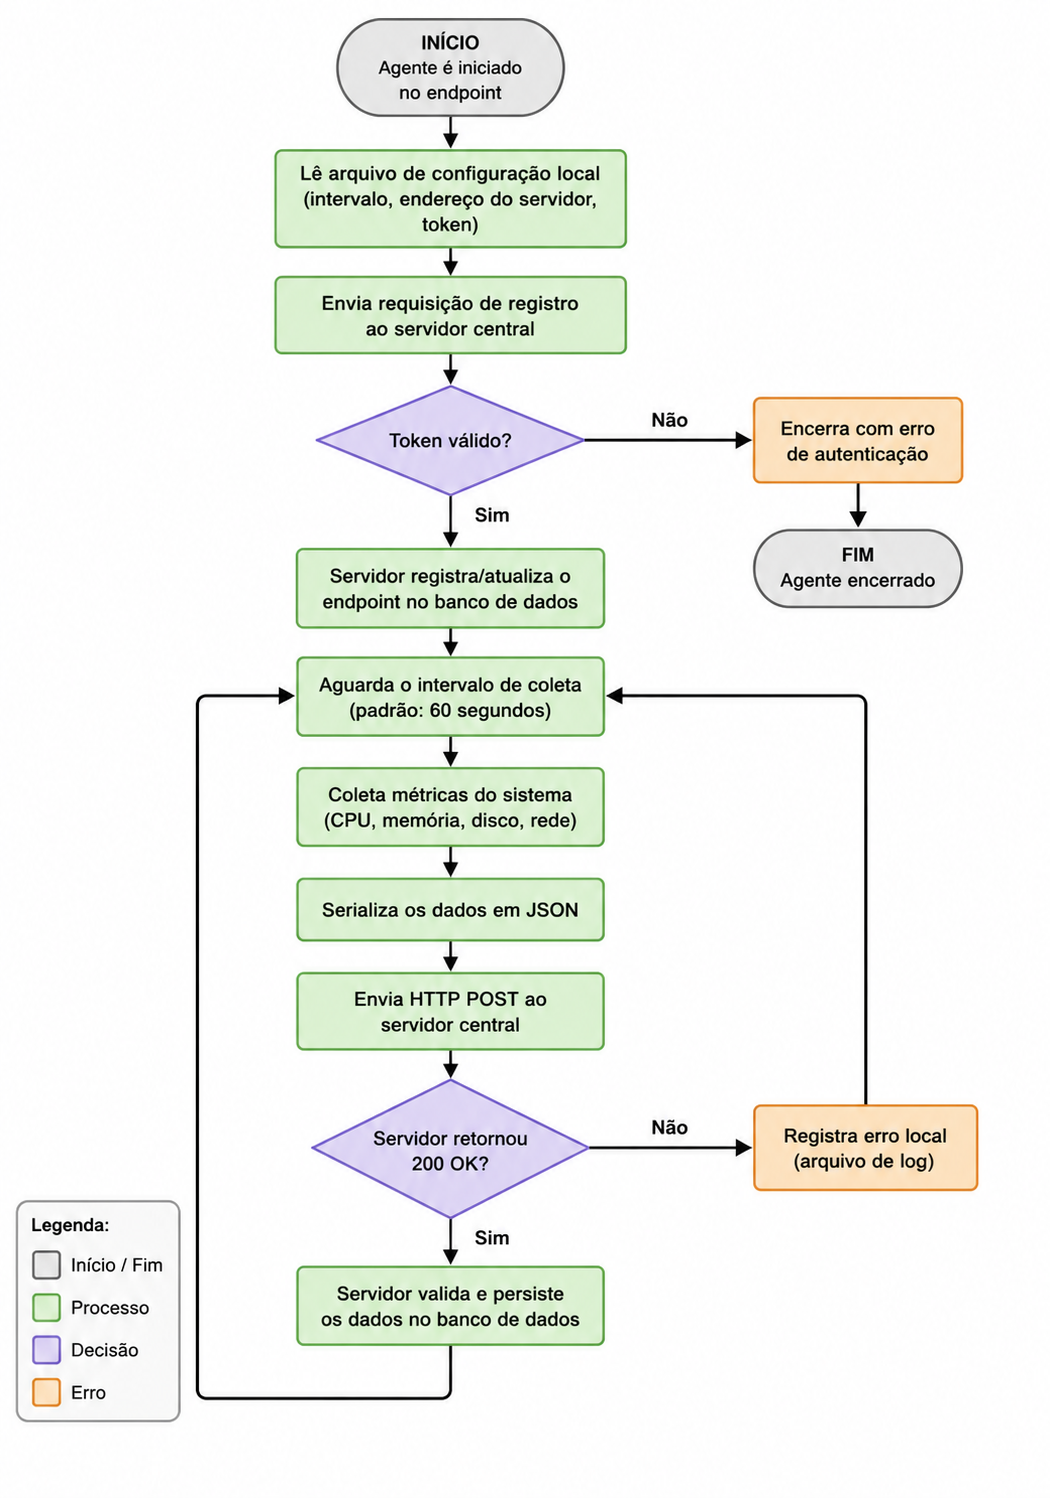 INÍCIO
Agente é iniciado
no endpoint
Lê arquivo de configuração local
(intervalo, endereço do servidor,
token)
Envia requisição de registro
ao servidor central
Token válido?
Não
Encerra com erro
de autenticação
FIM
Agente encerrado
Sim
Servidor registra/atualiza o
endpoint no banco de dados
Aguarda o intervalo de coleta
(padrão: 60 segundos)
Coleta métricas do sistema
(CPU, memória, disco, rede)
Serializa os dados em JSON
Envia HTTP POST ao
servidor central
Servidor retornou
200 OK?
Não
Registra erro local
(arquivo de log)
Sim
Servidor valida e persiste
os dados no banco de dados
Legenda:
Início / Fim
Processo
Decisão
Erro